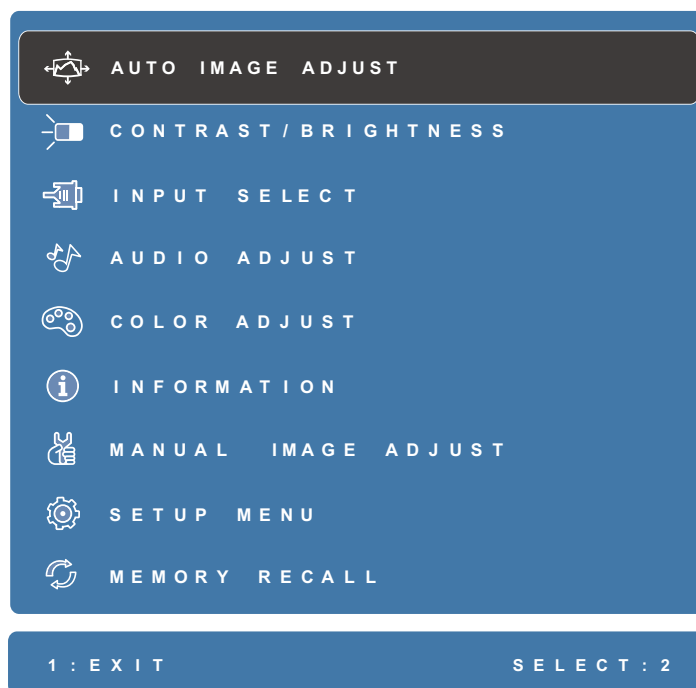 AUTO IMAGE ADJUST
CONTRAST/BRIGHTNESS
INPUT SELECT
AUDIO ADJUST
COLOR ADJUST
INFORMATION
MANUAL IMAGE ADJUST
SETUP MENU
MEMORY RECALL
1:EXIT SELECT:2